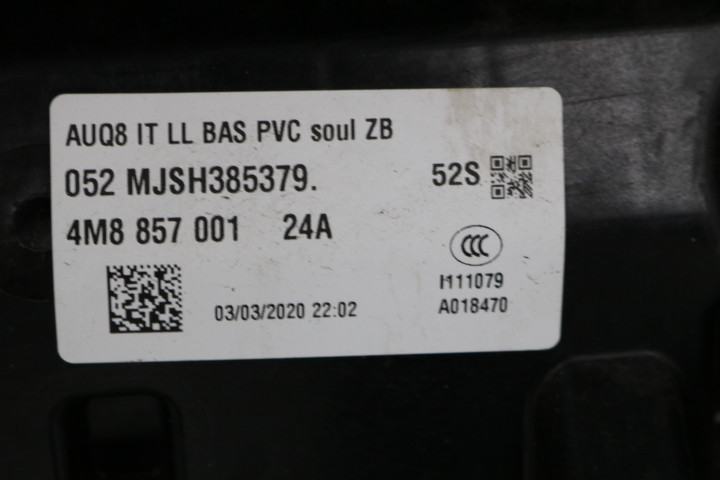 AUQ8 IT LL BAS PVC soul ZB
052 MJSH385379.
52S
4M8 857 001 24A
CCC
I111079
03/03/2020 22:02
A018470